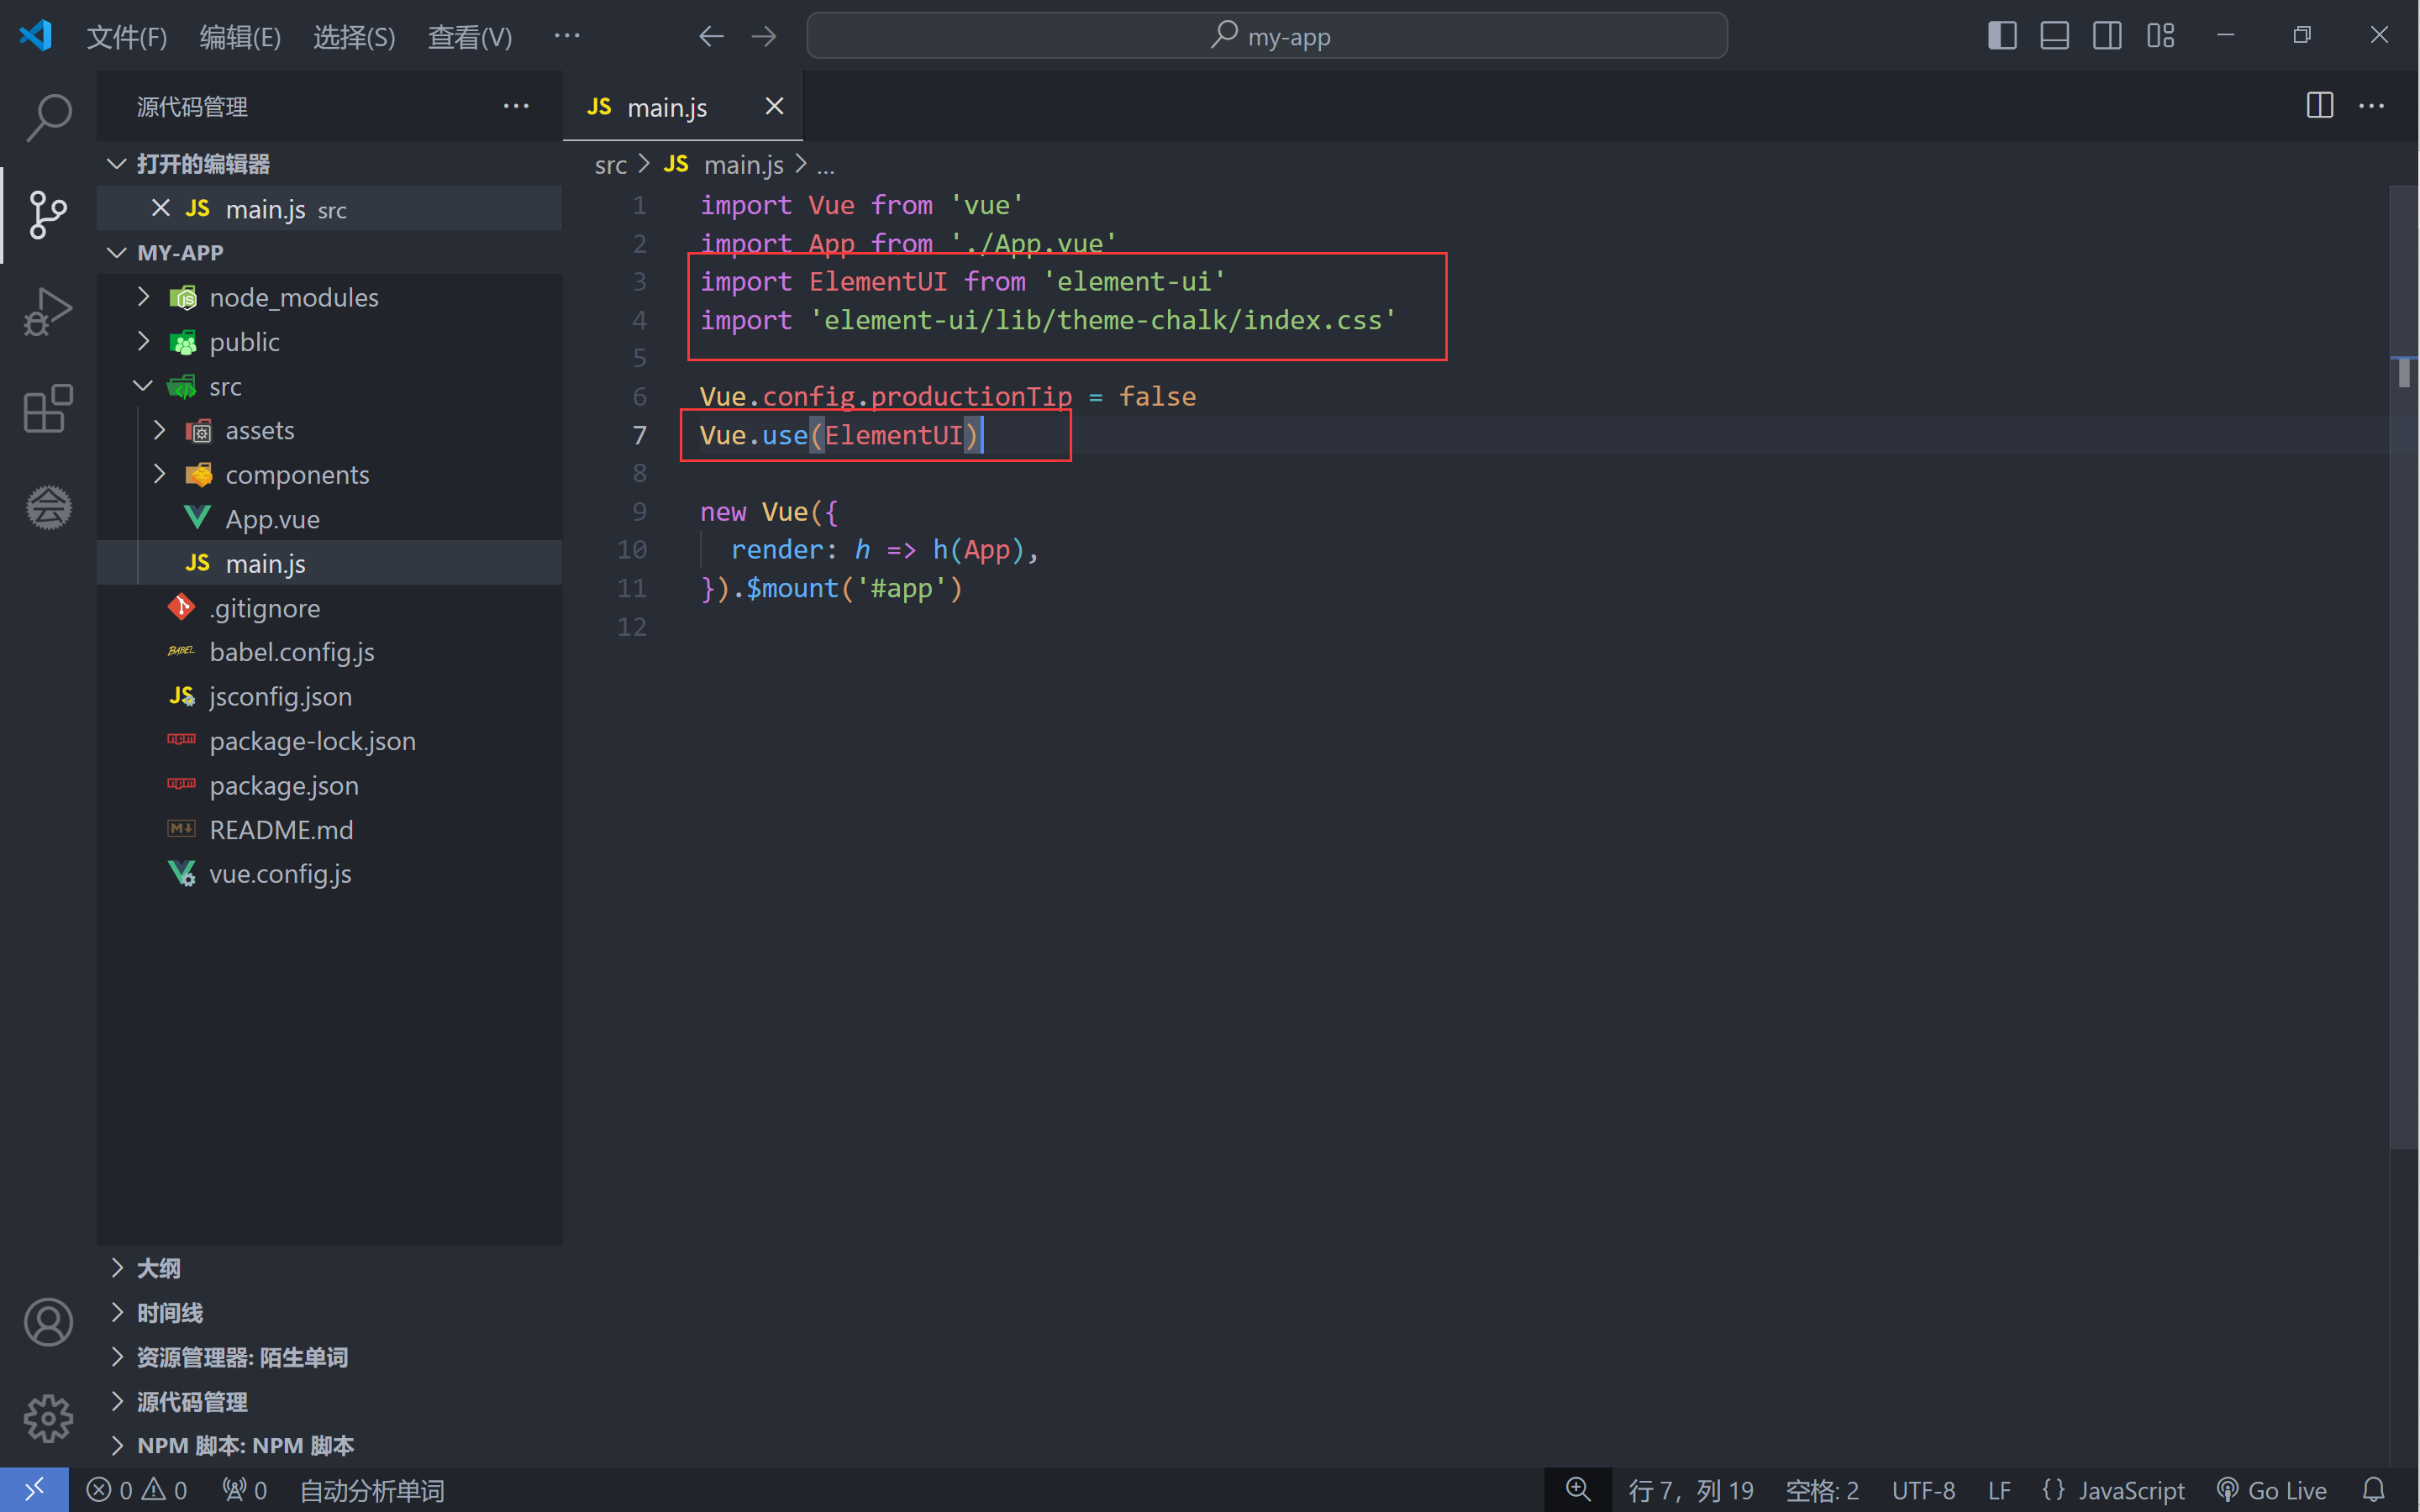 文件(F) 编辑(E) 选择(S) 查看(V) ···
my-app
源代码管理 ···
打开的编辑器
JS main.js src
MY-APP
node_modules
public
src
assets
components
App.vue
JS main.js
.gitignore
BABEL babel.config.js
JS jsconfig.json
npm package-lock.json
npm package.json
M README.md
vue.config.js
大纲
时间线
资源管理器: 陌生单词
源代码管理
NPM 脚本: NPM 脚本
JS main.js
src > JS main.js > ...
1 import Vue from 'vue'
2 import App from './App.vue'
3 import ElementUI from 'element-ui'
4 import 'element-ui/lib/theme-chalk/index.css'
5
6 Vue.config.productionTip = false
7 Vue.use(ElementUI)
8
9 new Vue({
10 render: h => h(App),
11 }).$mount('#app')
12
0 0 0 自动分析单词 行 7，列 19 空格: 2 UTF-8 LF {} JavaScript Go Live